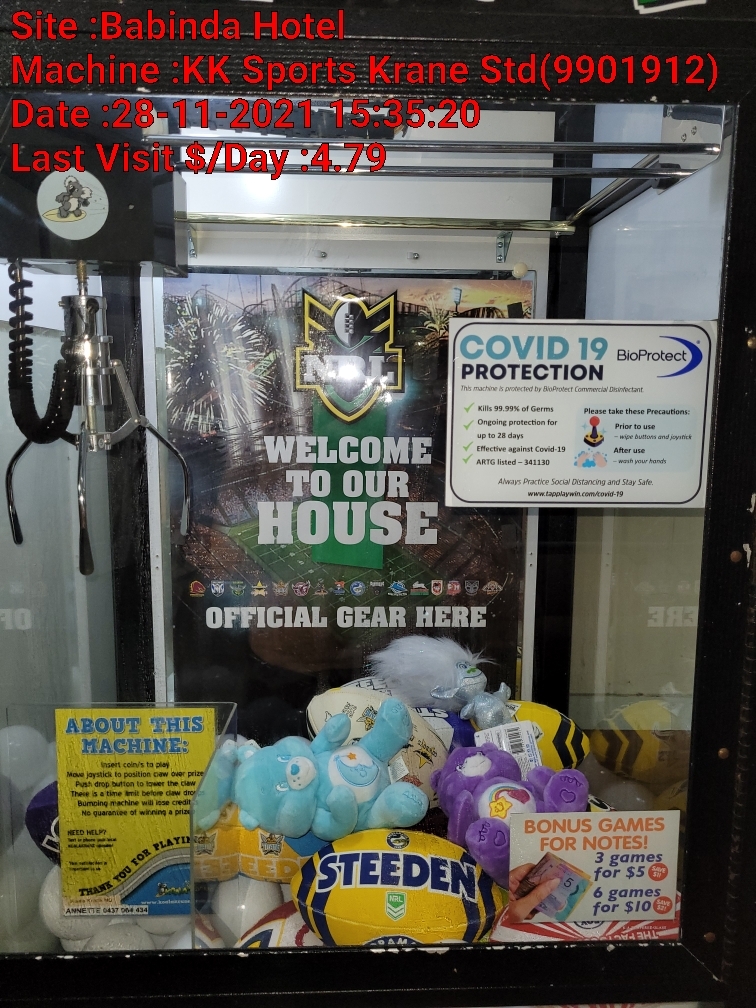 Site :Babinda Hotel
Machine :KK Sports Krane Std(9901912)
Date :28-11-2021 15:35:20
Last Visit $/Day :4.79
NRL
WELCOME
TO OUR
HOUSE
OFFICIAL GEAR HERE
COVID 19
PROTECTION
BioProtect
This machine is protected by BioProtect Commercial Disinfectant.
Kills 99.99% of Germs
Ongoing protection for
up to 28 days
Effective against Covid-19
ARTG listed – 341130
Please take these Precautions:
Prior to use
– wipe buttons and joystick
After use
– wash your hands
Always Practice Social Distancing and Stay Safe.
www.tapplaywin.com/covid-19
ABOUT THIS
MACHINE:
Insert coin/s to play
Move joystick to position claw over prize
Push drop button to lower the claw
There is a time limit before claw drops
Bumping machine will lose credit
No guarantee of winning a prize
NEED HELP?
THANK YOU FOR PLAYIN
ANNETTE 0437 064 434
STEEDEN
NRL
BONUS GAMES
FOR NOTES!
3 games
for $5
SAVE
$1!
6 games
for $10
SAVE
$2!